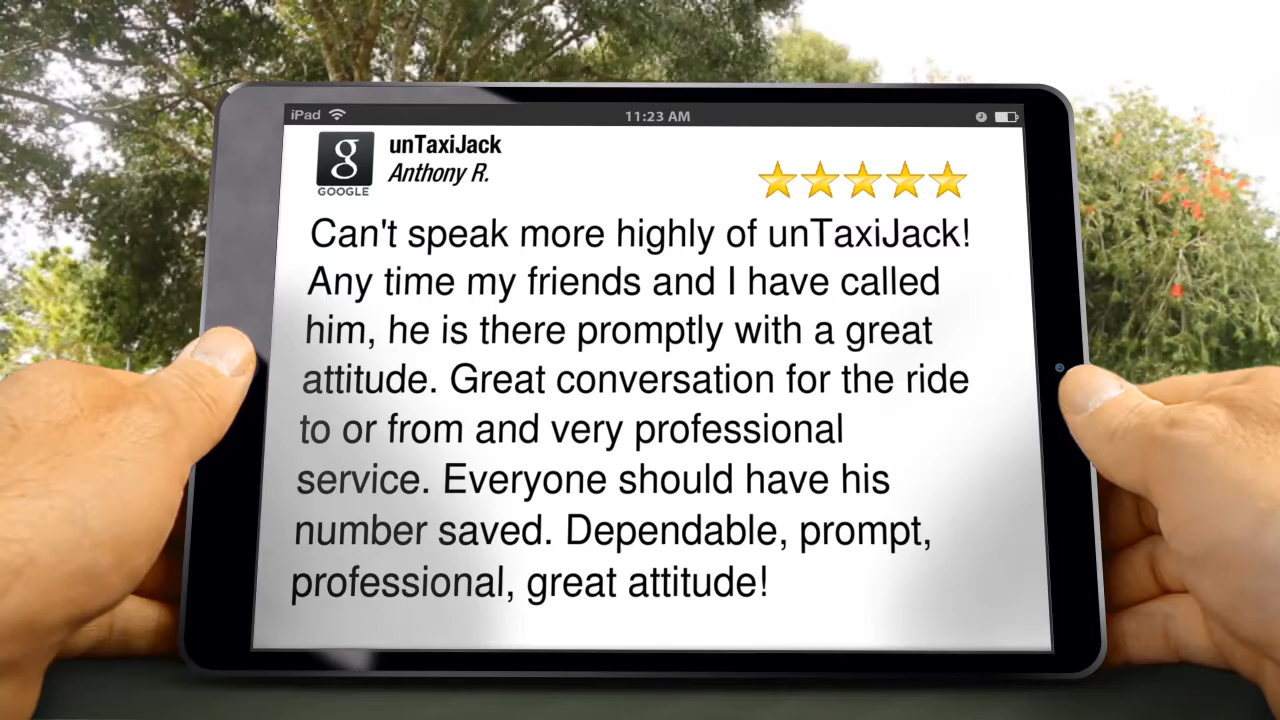 iPad 11:23 AM
g
GOOGLE
unTaxiJack
Anthony R.
Can't speak more highly of unTaxiJack!
Any time my friends and I have called
him, he is there promptly with a great
attitude. Great conversation for the ride
to or from and very professional
service. Everyone should have his
number saved. Dependable, prompt,
professional, great attitude!